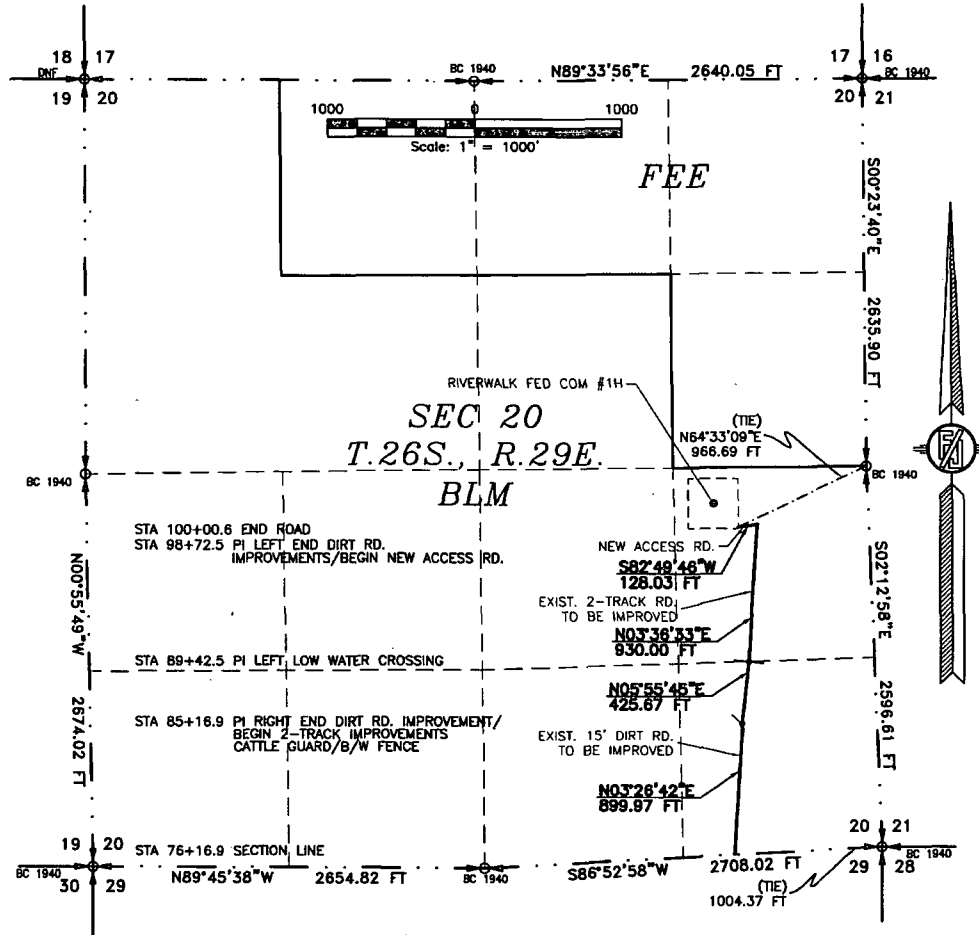 18 17
DNF
19 20
BC 1940
N89°33'56"E 2640.05 FT
17 16
BC 1940
20 21
1000 0 1000
Scale: 1" = 1000'
FEE
S00°23'40"E 2635.90 FT
RIVERWALK FED COM #1H
SEC 20
T.26S., R.29E.
BLM
(TIE)
N64°33'09"E
966.69 FT
BC 1940
BC 1940
STA 100+00.6 END ROAD
STA 98+72.5 PI LEFT END DIRT RD.
IMPROVEMENTS/BEGIN NEW ACCESS RD.
NEW ACCESS RD.
S82°49'46"W
128.03 FT
EXIST. 2-TRACK RD.
TO BE IMPROVED
N03°36'33"E
930.00 FT
N00°55'49"W 2674.02 FT
S02°12'58"E 2596.61 FT
STA 89+42.5 PI LEFT LOW WATER CROSSING
N05°55'45"E
425.67 FT
STA 85+16.9 PI RIGHT END DIRT RD. IMPROVEMENT/
BEGIN 2-TRACK IMPROVEMENTS
CATTLE GUARD/B/W FENCE
EXIST. 15' DIRT RD.
TO BE IMPROVED
N03°26'42"E
899.97 FT
19 20
BC 1940
30 29
STA 76+16.9 SECTION LINE
N89°45'38"W 2654.82 FT
BC 1940
S86°52'58"W 2708.02 FT
20 21
BC 1940
29 28
(TIE)
1004.37 FT